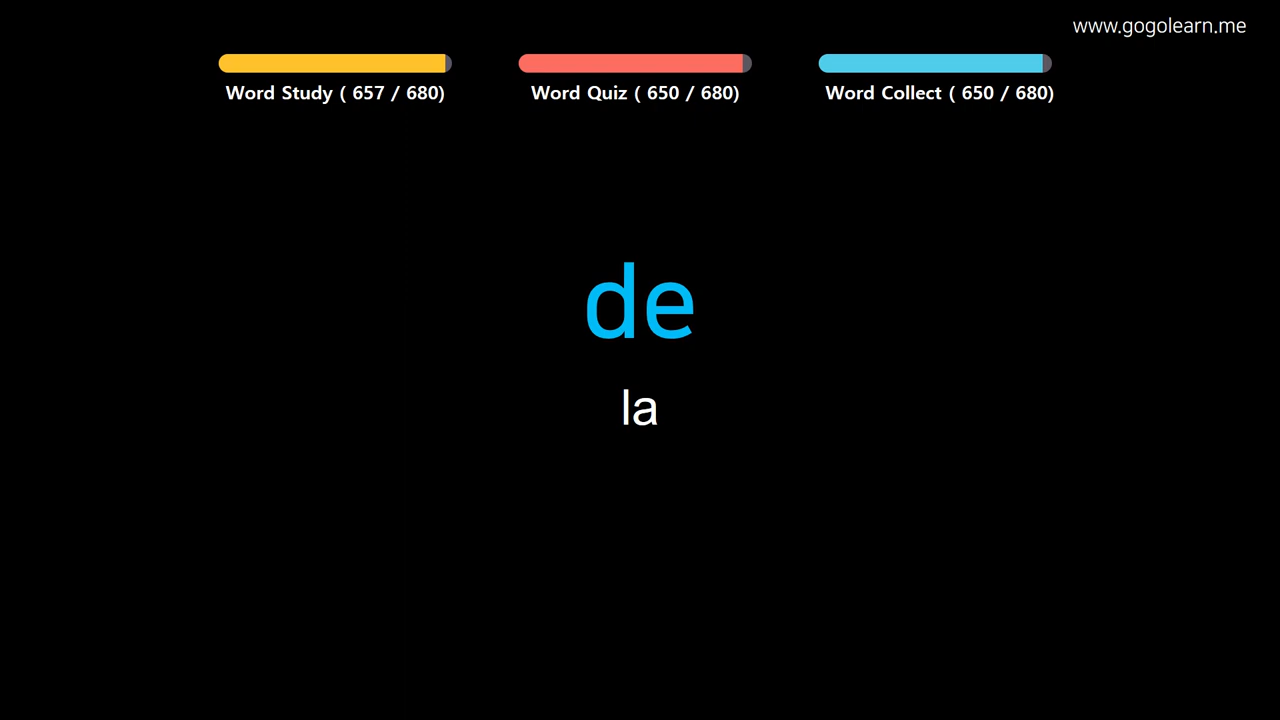 www.gogolearn.me
Word Study ( 657 / 680)
Word Quiz ( 650 / 680)
Word Collect ( 650 / 680)
de
la